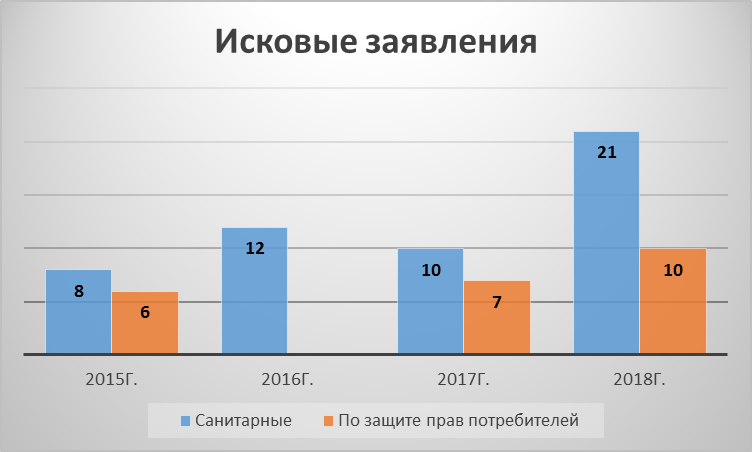 Исковые заявления
8
6
12
10
7
21
10
2015Г.
2016Г.
2017Г.
2018Г.
Санитарные
По защите прав потребителей